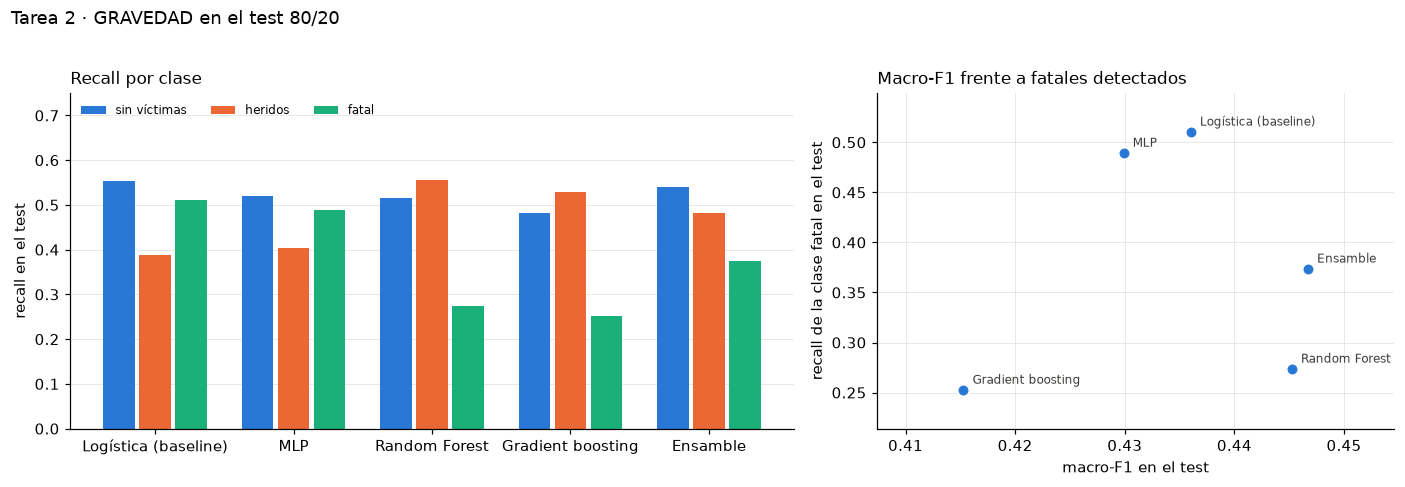 Tarea 2 · GRAVEDAD en el test 80/20
Recall por clase
sin víctimas
heridos
fatal
recall en el test
0.7
0.6
0.5
0.4
0.3
0.2
0.1
0.0
Logística (baseline)
MLP
Random Forest
Gradient boosting
Ensamble
Macro-F1 frente a fatales detectados
recall de la clase fatal en el test
0.50
0.45
0.40
0.35
0.30
0.25
Logística (baseline)
MLP
Ensamble
Random Forest
Gradient boosting
0.41
0.42
0.43
0.44
0.45
macro-F1 en el test